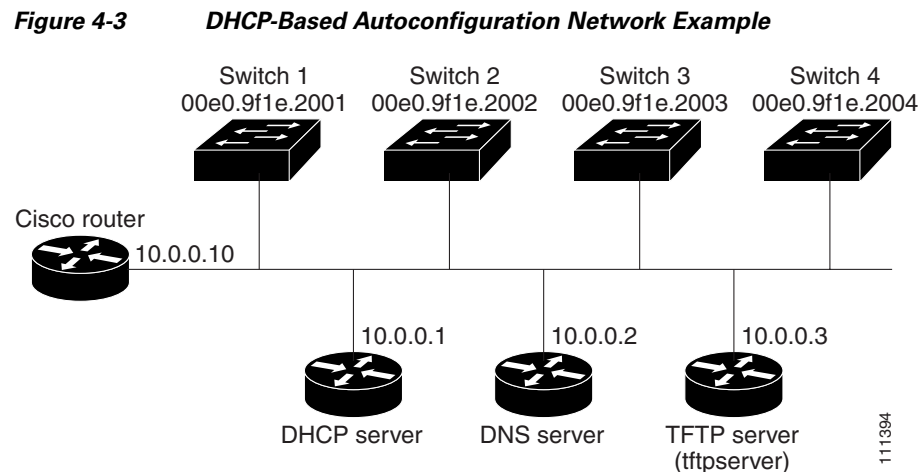 Figure 4-3 DHCP-Based Autoconfiguration Network Example
Switch 1
00e0.9f1e.2001
Switch 2
00e0.9f1e.2002
Switch 3
00e0.9f1e.2003
Switch 4
00e0.9f1e.2004
Cisco router
10.0.0.10
10.0.0.1
10.0.0.2
10.0.0.3
DHCP server
DNS server
TFTP server
(tftpserver)
111394